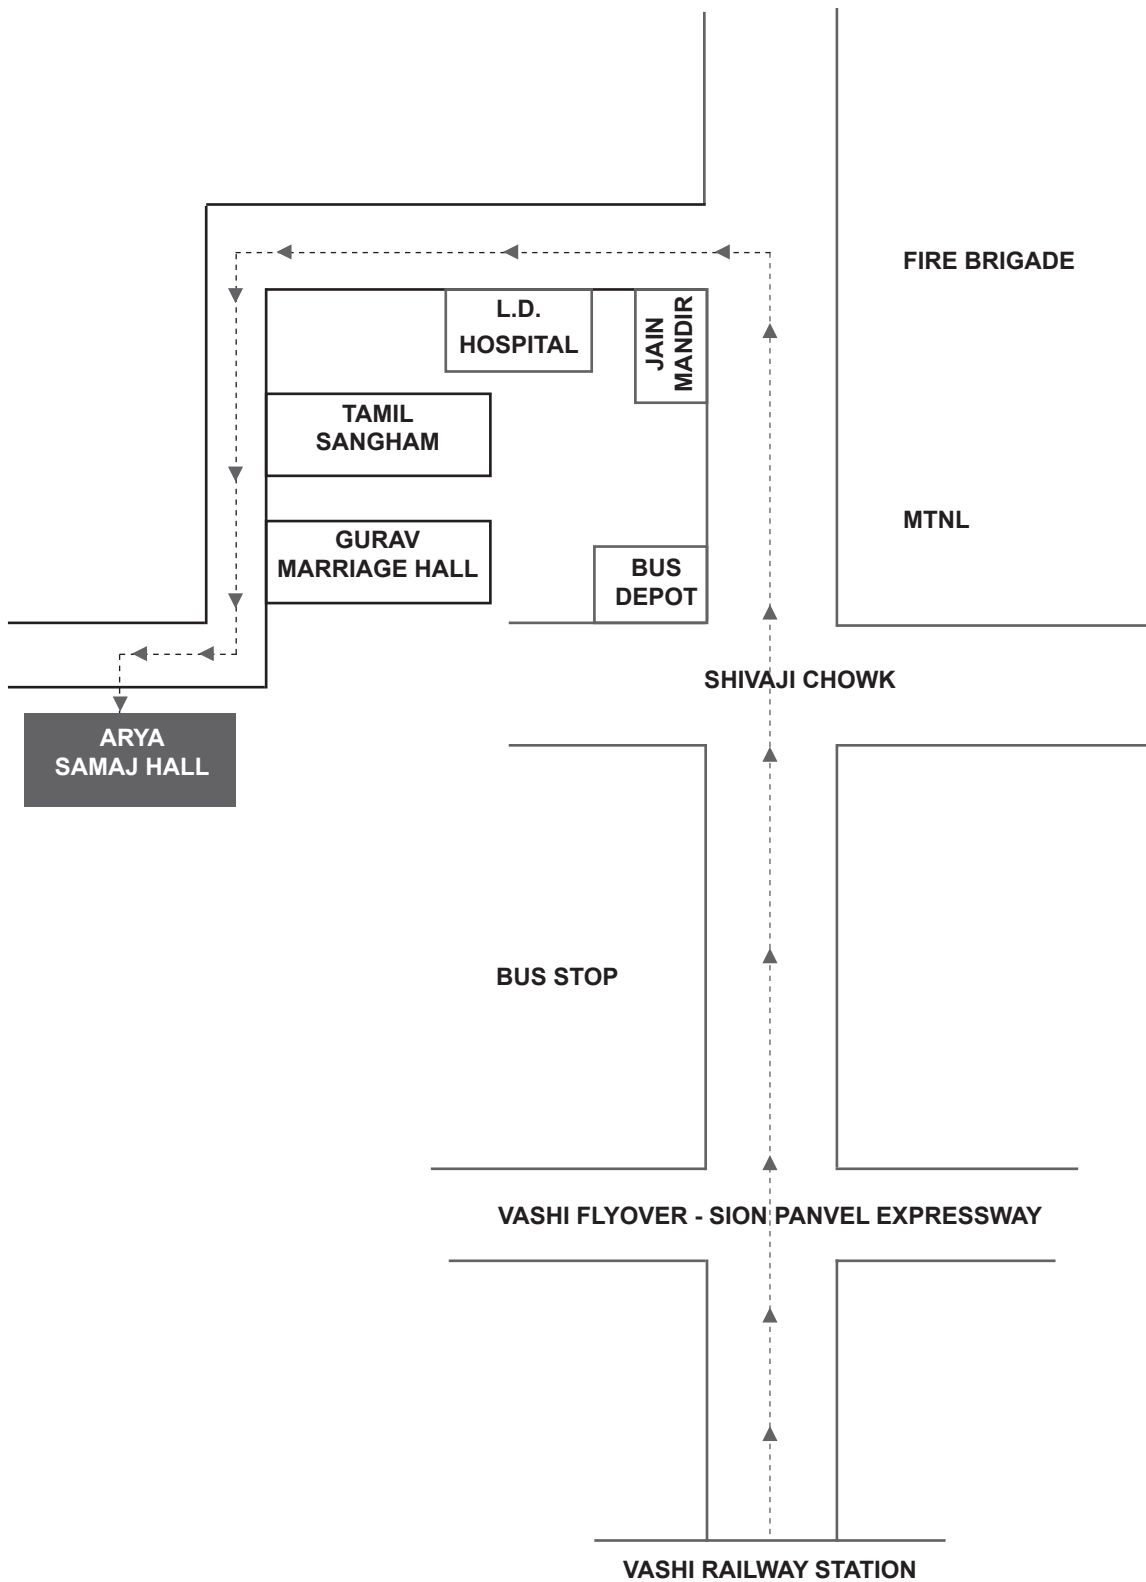 FIRE BRIGADE
L.D.
HOSPITAL
JAIN
MANDIR
TAMIL
SANGHAM
MTNL
GURAV
MARRIAGE HALL
BUS
DEPOT
SHIVAJI CHOWK
ARYA
SAMAJ HALL
BUS STOP
VASHI FLYOVER - SION PANVEL EXPRESSWAY
VASHI RAILWAY STATION